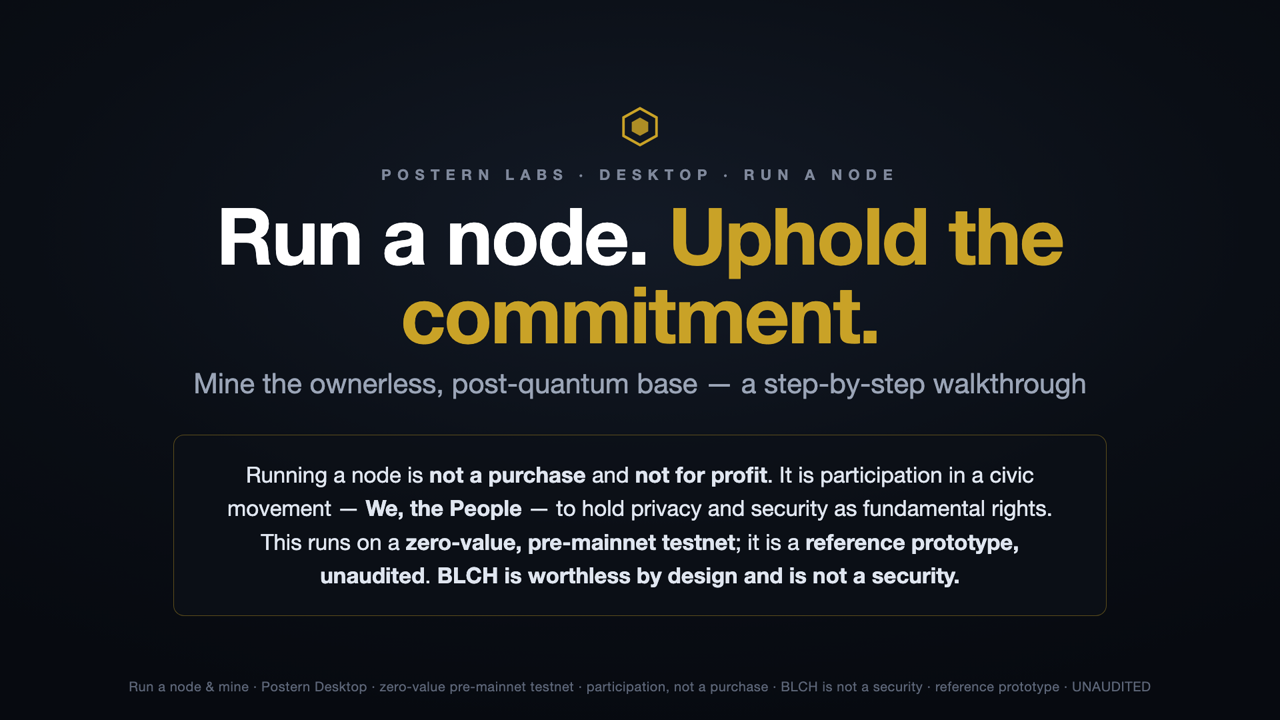 POSTERN LABS · DESKTOP · RUN A NODE
Run a node. Uphold the
commitment.
Mine the ownerless, post-quantum base — a step-by-step walkthrough
Running a node is not a purchase and not for profit. It is participation in a civic
movement — We, the People — to hold privacy and security as fundamental rights.
This runs on a zero-value, pre-mainnet testnet; it is a reference prototype,
unaudited. BLCH is worthless by design and is not a security.
Run a node & mine · Postern Desktop · zero-value pre-mainnet testnet · participation, not a purchase · BLCH is not a security · reference prototype · UNAUDITED